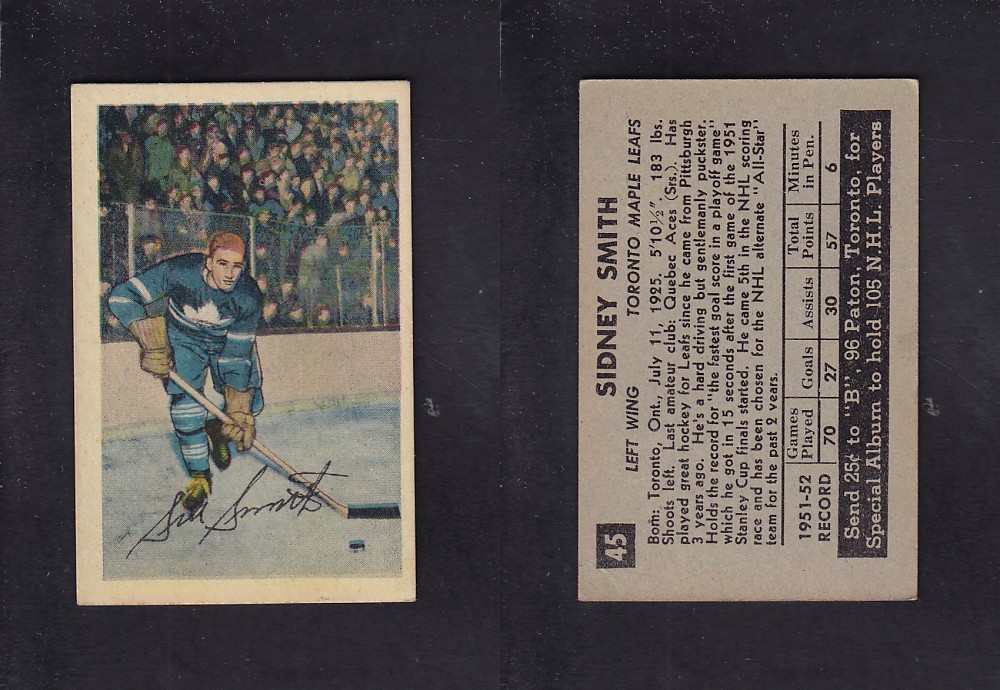 Sid Smith
45
SIDNEY SMITH
LEFT WING TORONTO MAPLE LEAFS
Born: Toronto, Ont., July 11, 1925. 5'10½". 183 lbs.
Shoots left. Last amateur club: Quebec Aces (Srs.). Has
played great hockey for Leafs since he came from Pittsburgh
3 years ago. He's a hard driving but gentlemanly puckster.
Holds the record for "the fastest goal score in a playoff game"
which he got in 15 seconds after the first game of the 1951
Stanley Cup finals started. He came 5th in the NHL scoring
race and has been chosen for the NHL alternate "All-Star"
team for the past 2 years.
1951-52 RECORD
Games Played Goals Assists Total Points Minutes in Pen.
70 27 30 57 6
Send 25¢ to "B", 96 Paton, Toronto, for
Special Album to hold 105 N.H.L. Players